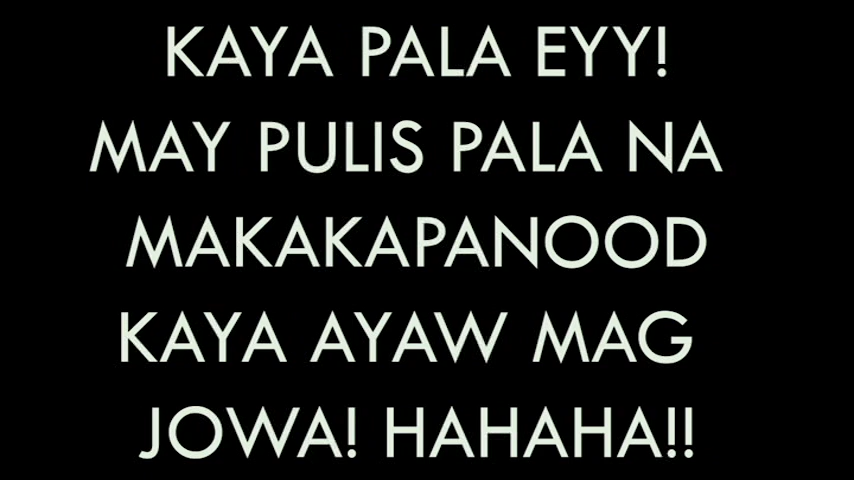 KAYA PALA EYY!
MAY PULIS PALA NA
MAKAKAPANOOD
KAYA AYAW MAG
JOWA! HAHAHA!!